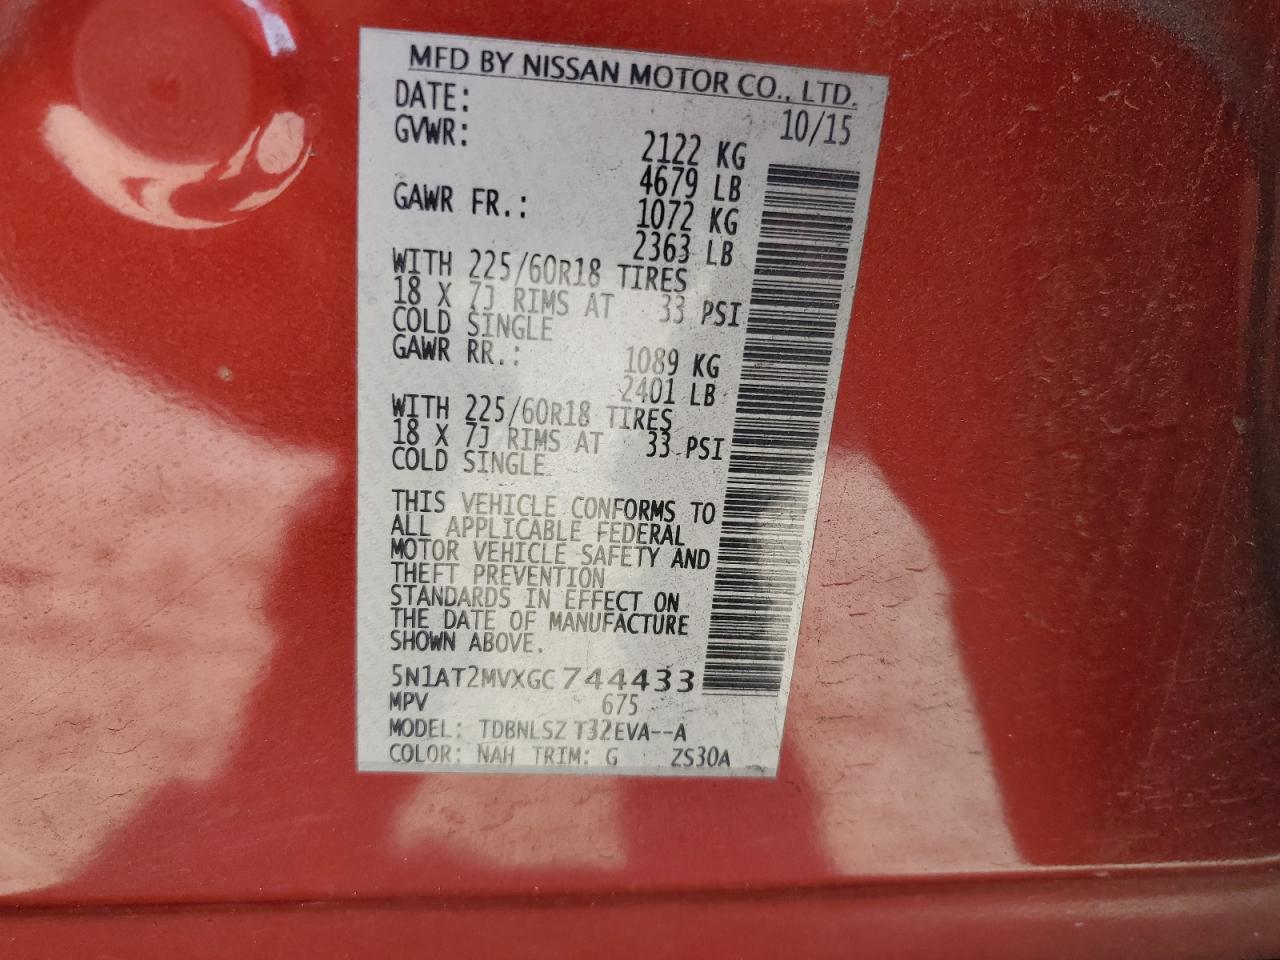 MFD BY NISSAN MOTOR CO., LTD.
DATE: 10/15
GVWR: 2122 KG
4679 LB
GAWR FR.: 1072 KG
2363 LB
WITH 225/60R18 TIRES
18 X 7J RIMS AT 33 PSI
COLD SINGLE
GAWR RR.: 1089 KG
2401 LB
WITH 225/60R18 TIRES
18 X 7J RIMS AT 33 PSI
COLD SINGLE
THIS VEHICLE CONFORMS TO
ALL APPLICABLE FEDERAL
MOTOR VEHICLE SAFETY AND
THEFT PREVENTION
STANDARDS IN EFFECT ON
THE DATE OF MANUFACTURE
SHOWN ABOVE.
5N1AT2MVXGC744433
MPV 675
MODEL: TDBNLSZ T32EVA--A
COLOR: NAH TRIM: G ZS30A